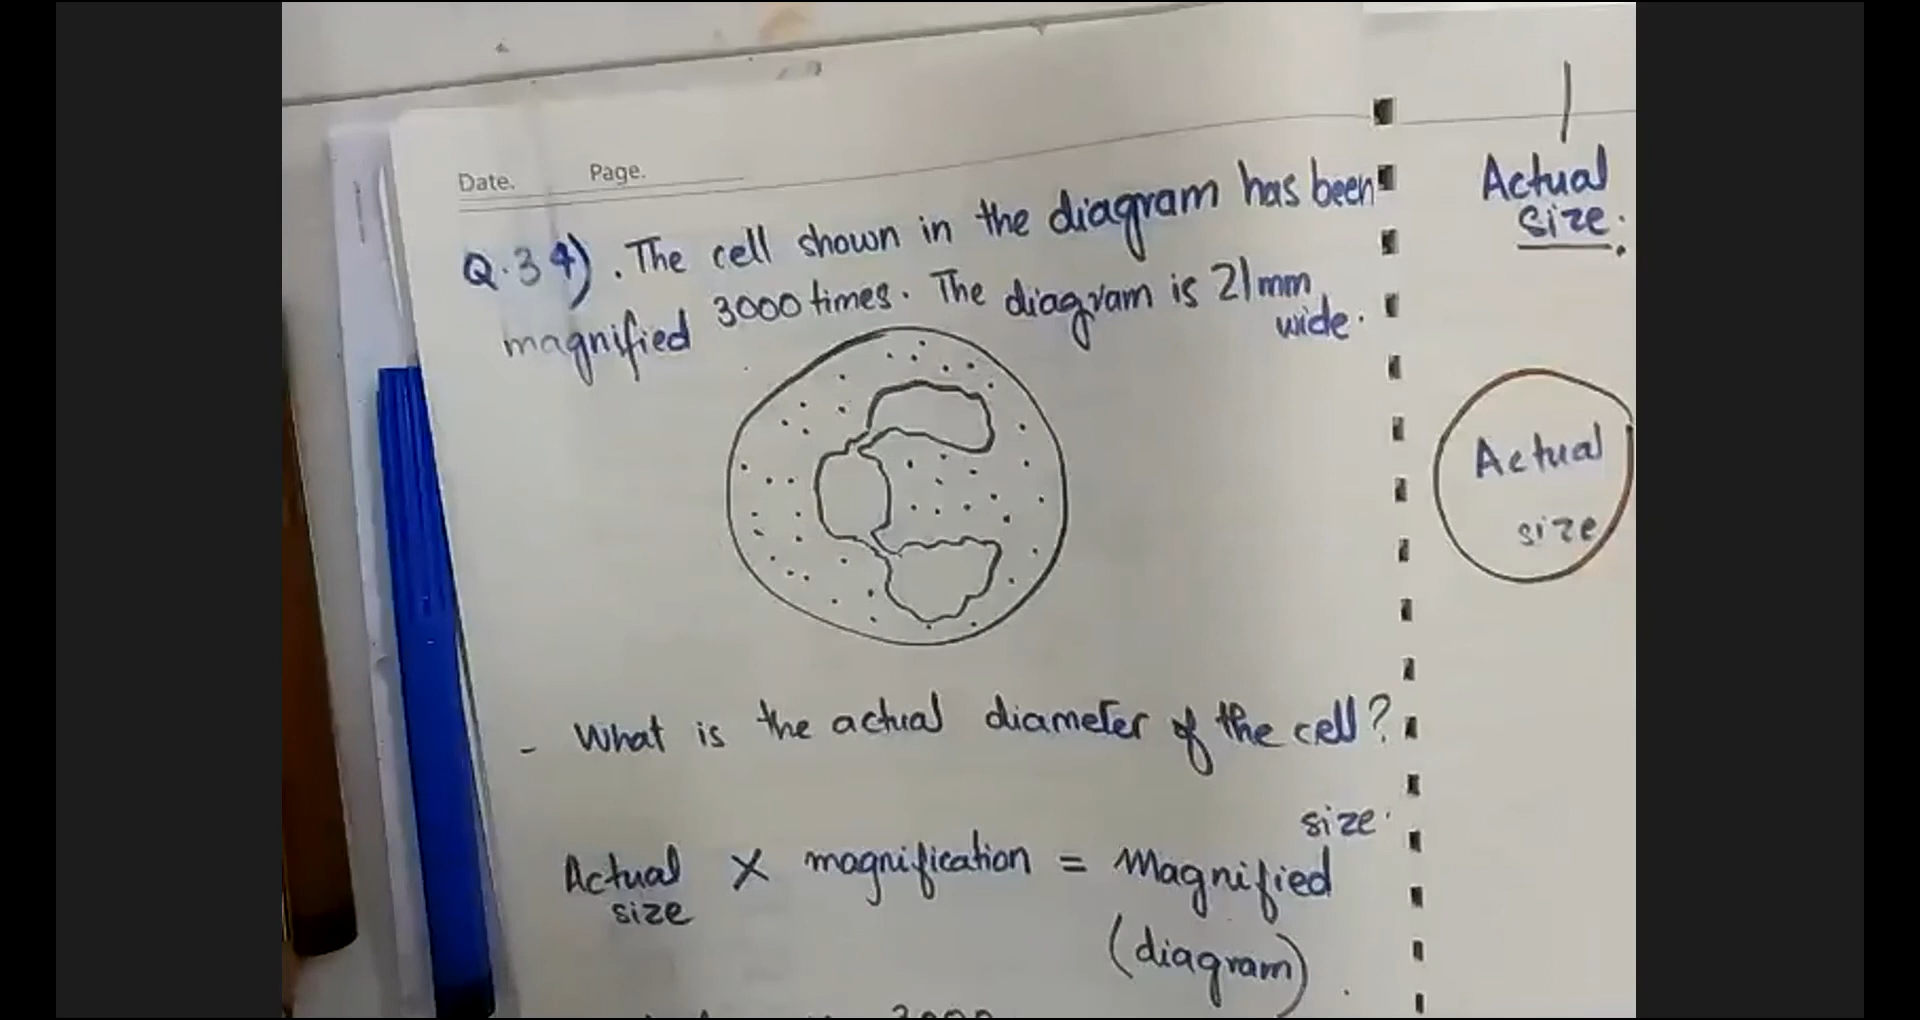 Date. Page.
Q.34). The cell shown in the diagram has been
magnified 3000 times. The diagram is 21mm
wide.
- What is the actual diameter of the cell?
Actual size × magnification = Magnified size.
(diagram)
3000
Actual
size.
Actual
size